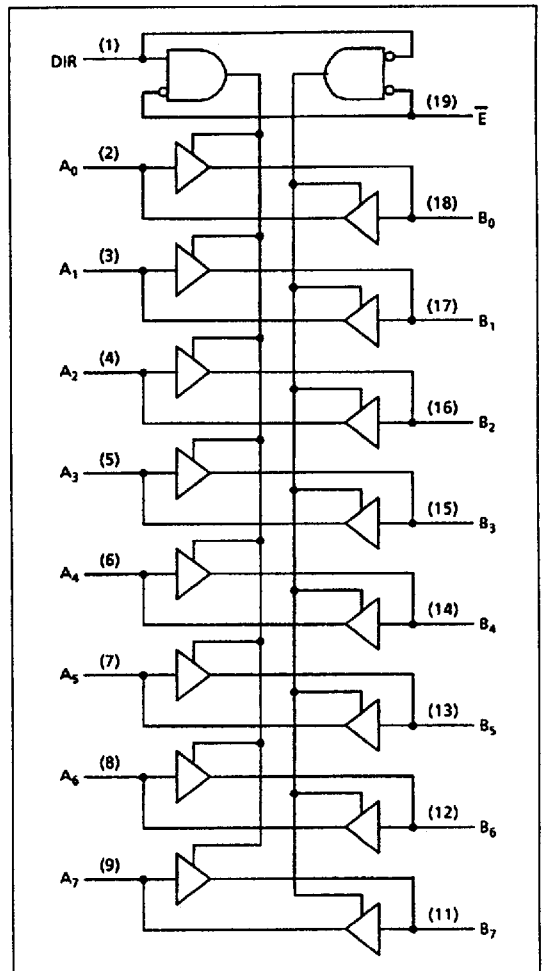 DIR (1)
(19) E̅
A₀ (2)
(18) B₀
A₁ (3)
(17) B₁
A₂ (4)
(16) B₂
A₃ (5)
(15) B₃
A₄ (6)
(14) B₄
A₅ (7)
(13) B₅
A₆ (8)
(12) B₆
A₇ (9)
(11) B₇